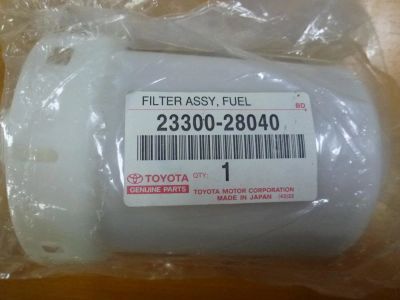 FILTER ASSY, FUEL
BD
23300-28040
TOYOTA
GENUINE PARTS
QTY:
1
TOYOTA MOTOR CORPORATION
MADE IN JAPAN